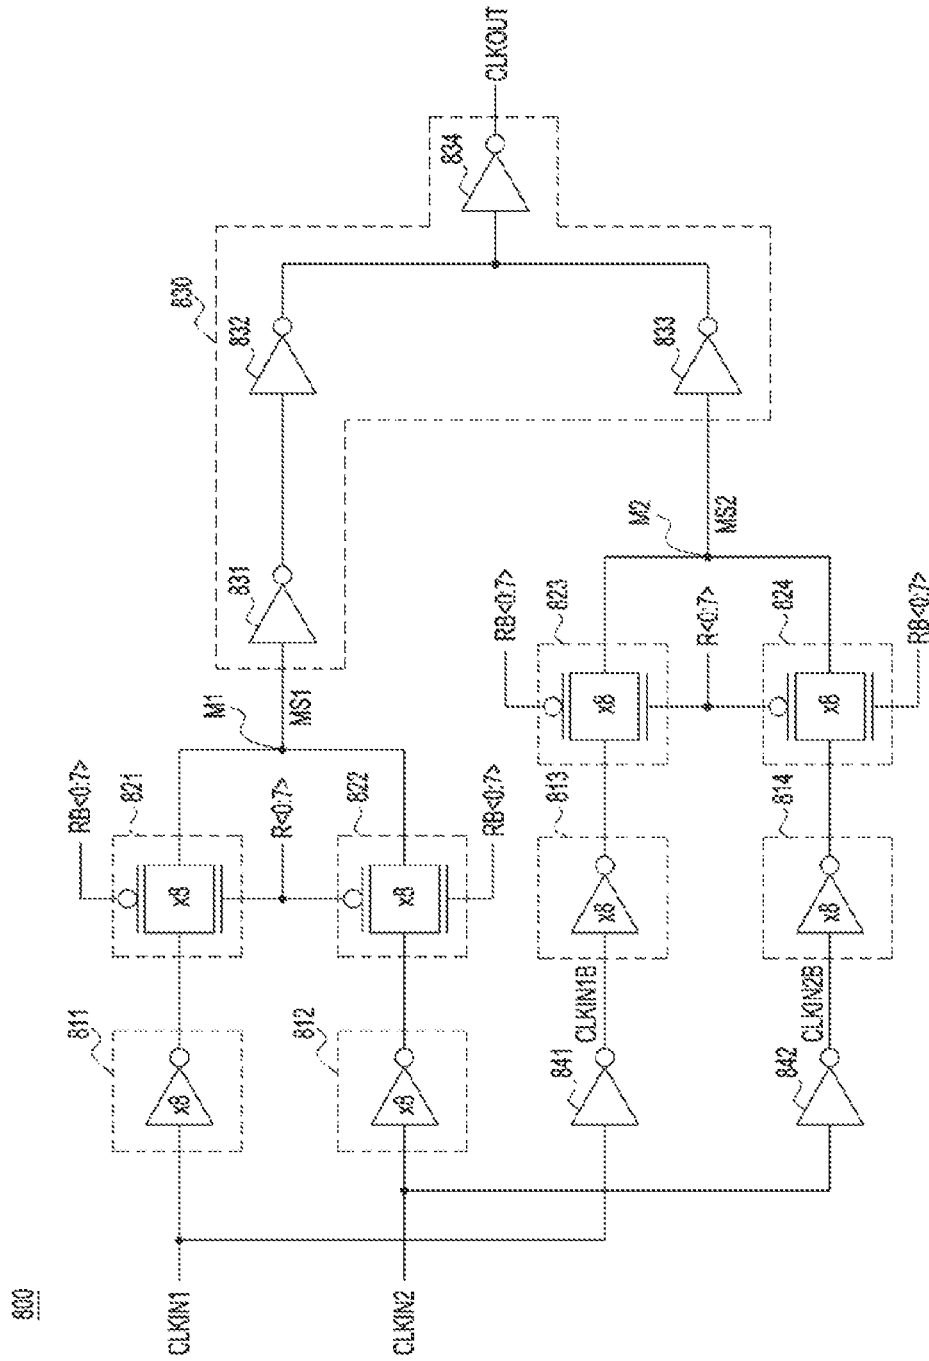 800
CLKIN1
CLKIN2
811
x8
812
x8
841
842
CLKIN1B
CLKIN2B
RB<0:7>
821
x8
R<0:7>
822
x8
RB<0:7>
813
x8
814
x8
M1
MS1
RB<0:7>
823
x8
R<0:7>
824
x8
RB<0:7>
M2
MS2
830
831
832
833
834
CLKOUT